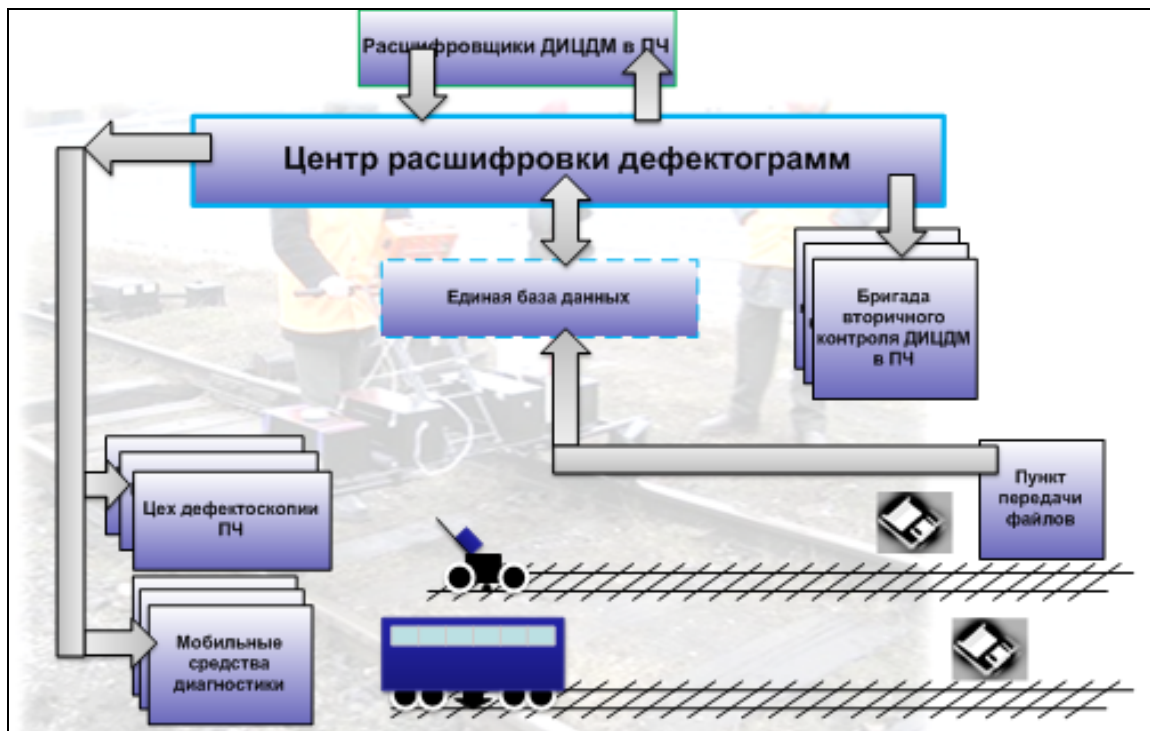 Расшифровщики ДИЦДМ в ПЧ
Центр расшифровки дефектограмм
Единая база данных
Бригада
вторичного
контроля ДИЦДМ
в ПЧ
Пункт
передачи
файлов
Цех дефектоскопии
ПЧ
Мобильные
средства
диагностики